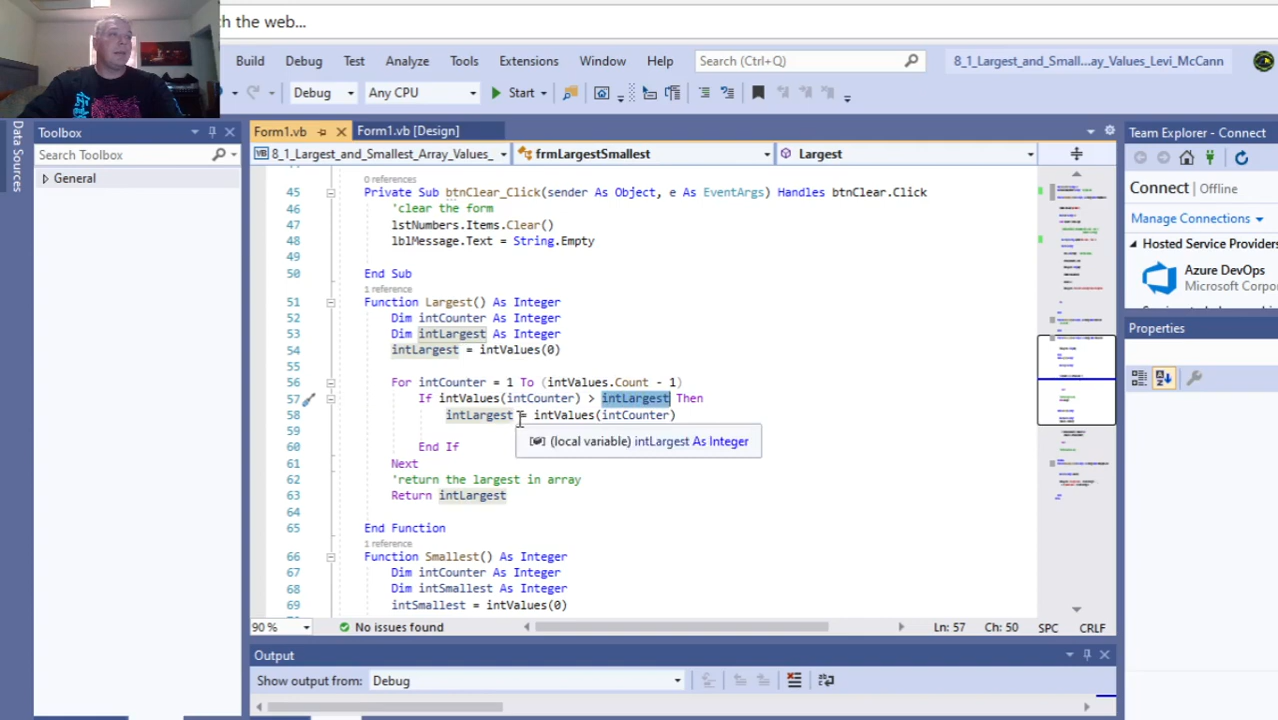 h the web...
Build Debug Test Analyze Tools Extensions Window Help Search (Ctrl+Q) 8_1_Largest_and_Small...ay_Values_Levi_McCann
Debug Any CPU Start
Data Sources
Toolbox
Search Toolbox
General
Form1.vb Form1.vb [Design]
VB 8_1_Largest_and_Smallest_Array_Values_ frmLargestSmallest Largest
0 references
45 Private Sub btnClear_Click(sender As Object, e As EventArgs) Handles btnClear.Click
46 'clear the form
47 lstNumbers.Items.Clear()
48 lblMessage.Text = String.Empty
49
50 End Sub
1 reference
51 Function Largest() As Integer
52 Dim intCounter As Integer
53 Dim intLargest As Integer
54 intLargest = intValues(0)
55
56 For intCounter = 1 To (intValues.Count - 1)
57 If intValues(intCounter) > intLargest Then
58 intLargest = intValues(intCounter)
59
(local variable) intLargest As Integer
60 End If
61 Next
62 'return the largest in array
63 Return intLargest
64
65 End Function
1 reference
66 Function Smallest() As Integer
67 Dim intCounter As Integer
68 Dim intSmallest As Integer
69 intSmallest = intValues(0)
90 % No issues found Ln: 57 Ch: 50 SPC CRLF
Output
Show output from: Debug
Team Explorer - Connect
Connect | Offline
Manage Connections
Hosted Service Providers
Azure DevOps
Microsoft Corpo
Properties